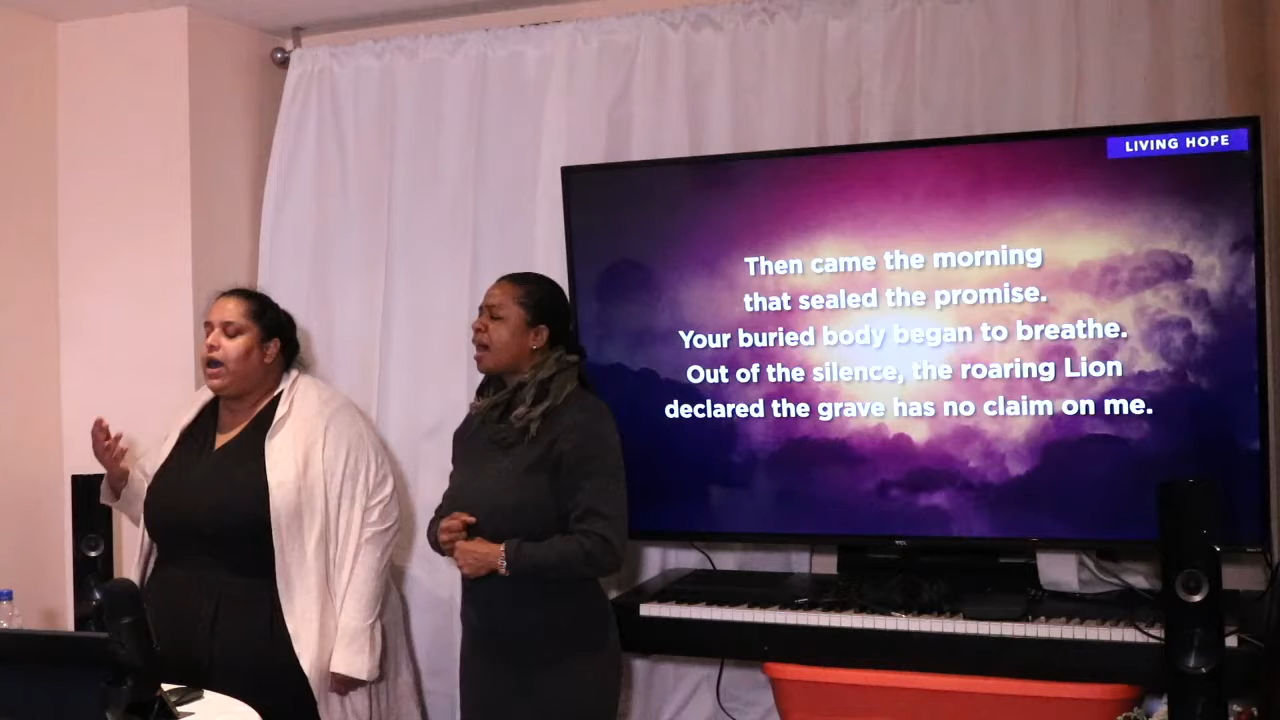 LIVING HOPE
Then came the morning
that sealed the promise.
Your buried body began to breathe.
Out of the silence, the roaring Lion
declared the grave has no claim on me.
TCL